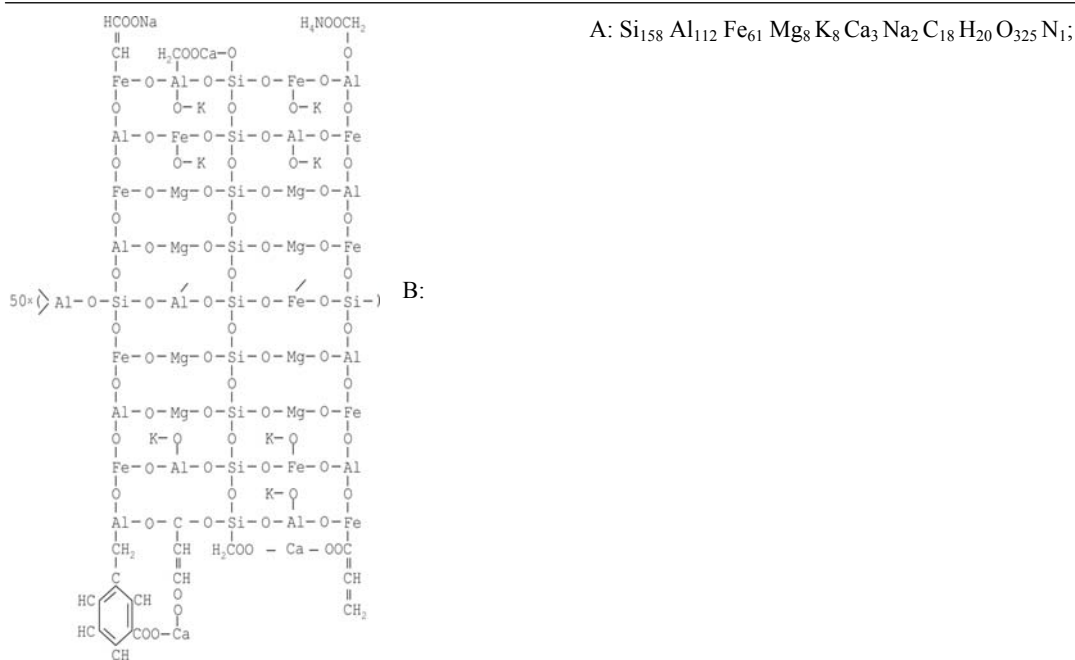 HCOONa H₄NOOCH₂
A: Si₁₅₈ Al₁₁₂ Fe₆₁ Mg₈ K₈ Ca₃ Na₂ C₁₈ H₂₀ O₃₂₅ N₁;
CH H₂COOCa–O O
Fe–O–Al–O–Si–O–Fe–O–Al
O O–K O O–K O
Al–O–Fe–O–Si–O–Al–O–Fe
O O–K O O–K O
Fe–O–Mg–O–Si–O–Mg–O–Al
O O O
Al–O–Mg–O–Si–O–Mg–O–Fe
O O O
50×( Al–O–Si–O–Al–O–Si–O–Fe–O–Si–) B:
O O O
Fe–O–Mg–O–Si–O–Mg–O–Al
O O O
Al–O–Mg–O–Si–O–Mg–O–Fe
O K–O O K–O O
Fe–O–Al–O–Si–O–Fe–O–Al
O O K–O O
Al–O–C–O–Si–O–Al–O–Fe
CH₂ CH H₂COO – Ca – OOC
C CH CH
HC CH O CH₂
HC COO–Ca O
CH